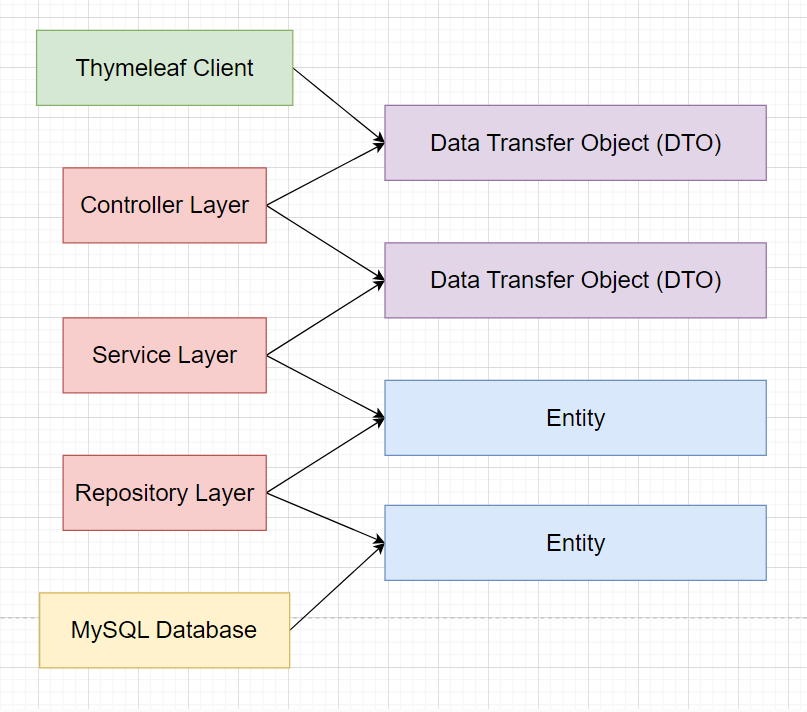 Thymeleaf Client
Data Transfer Object (DTO)
Controller Layer
Data Transfer Object (DTO)
Service Layer
Entity
Repository Layer
Entity
MySQL Database